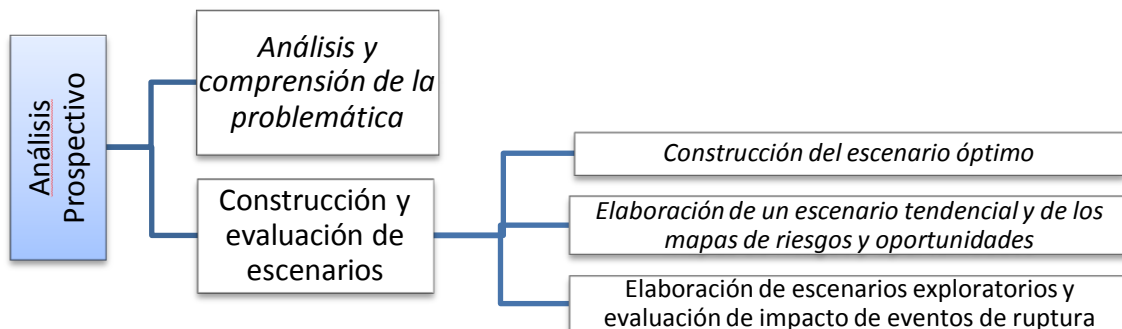 Análisis
Prospectivo
Análisis y
comprensión de la
problemática
Construcción y
evaluación de
escenarios
Construcción del escenario óptimo
Elaboración de un escenario tendencial y de los
mapas de riesgos y oportunidades
Elaboración de escenarios exploratorios y
evaluación de impacto de eventos de ruptura